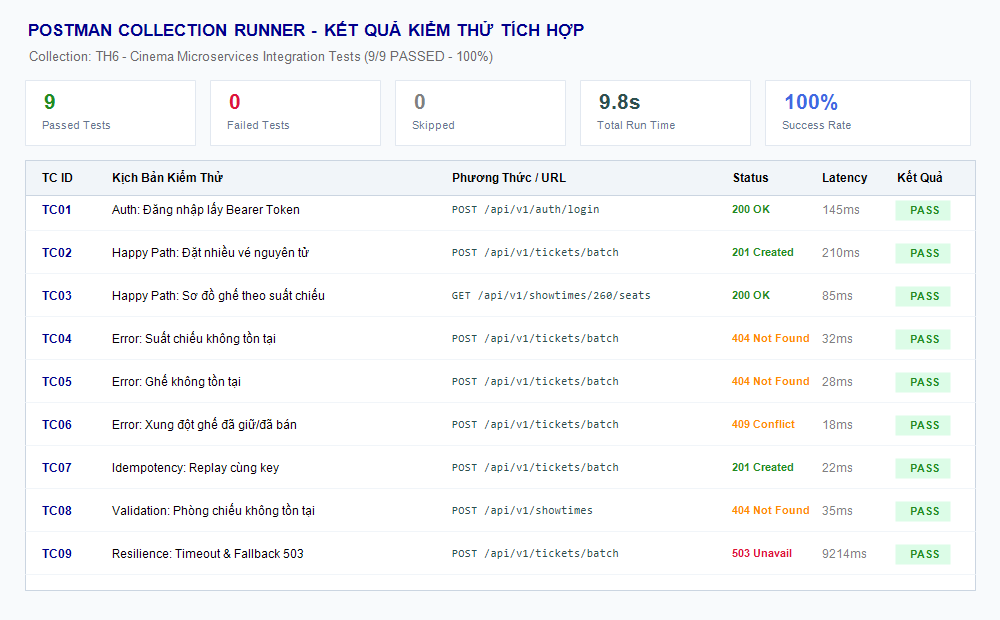 POSTMAN COLLECTION RUNNER - KẾT QUẢ KIỂM THỬ TÍCH HỢP
Collection: TH6 - Cinema Microservices Integration Tests (9/9 PASSED - 100%)
9 0 0 9.8s 100%
Passed Tests Failed Tests Skipped Total Run Time Success Rate
TC ID Kịch Bản Kiểm Thử Phương Thức / URL Status Latency Kết Quả
TC01 Auth: Đăng nhập lấy Bearer Token POST /api/v1/auth/login 200 OK 145ms PASS
TC02 Happy Path: Đặt nhiều vé nguyên tử POST /api/v1/tickets/batch 201 Created 210ms PASS
TC03 Happy Path: Sơ đồ ghế theo suất chiếu GET /api/v1/showtimes/260/seats 200 OK 85ms PASS
TC04 Error: Suất chiếu không tồn tại POST /api/v1/tickets/batch 404 Not Found 32ms PASS
TC05 Error: Ghế không tồn tại POST /api/v1/tickets/batch 404 Not Found 28ms PASS
TC06 Error: Xung đột ghế đã giữ/đã bán POST /api/v1/tickets/batch 409 Conflict 18ms PASS
TC07 Idempotency: Replay cùng key POST /api/v1/tickets/batch 201 Created 22ms PASS
TC08 Validation: Phòng chiếu không tồn tại POST /api/v1/showtimes 404 Not Found 35ms PASS
TC09 Resilience: Timeout & Fallback 503 POST /api/v1/tickets/batch 503 Unavail 9214ms PASS